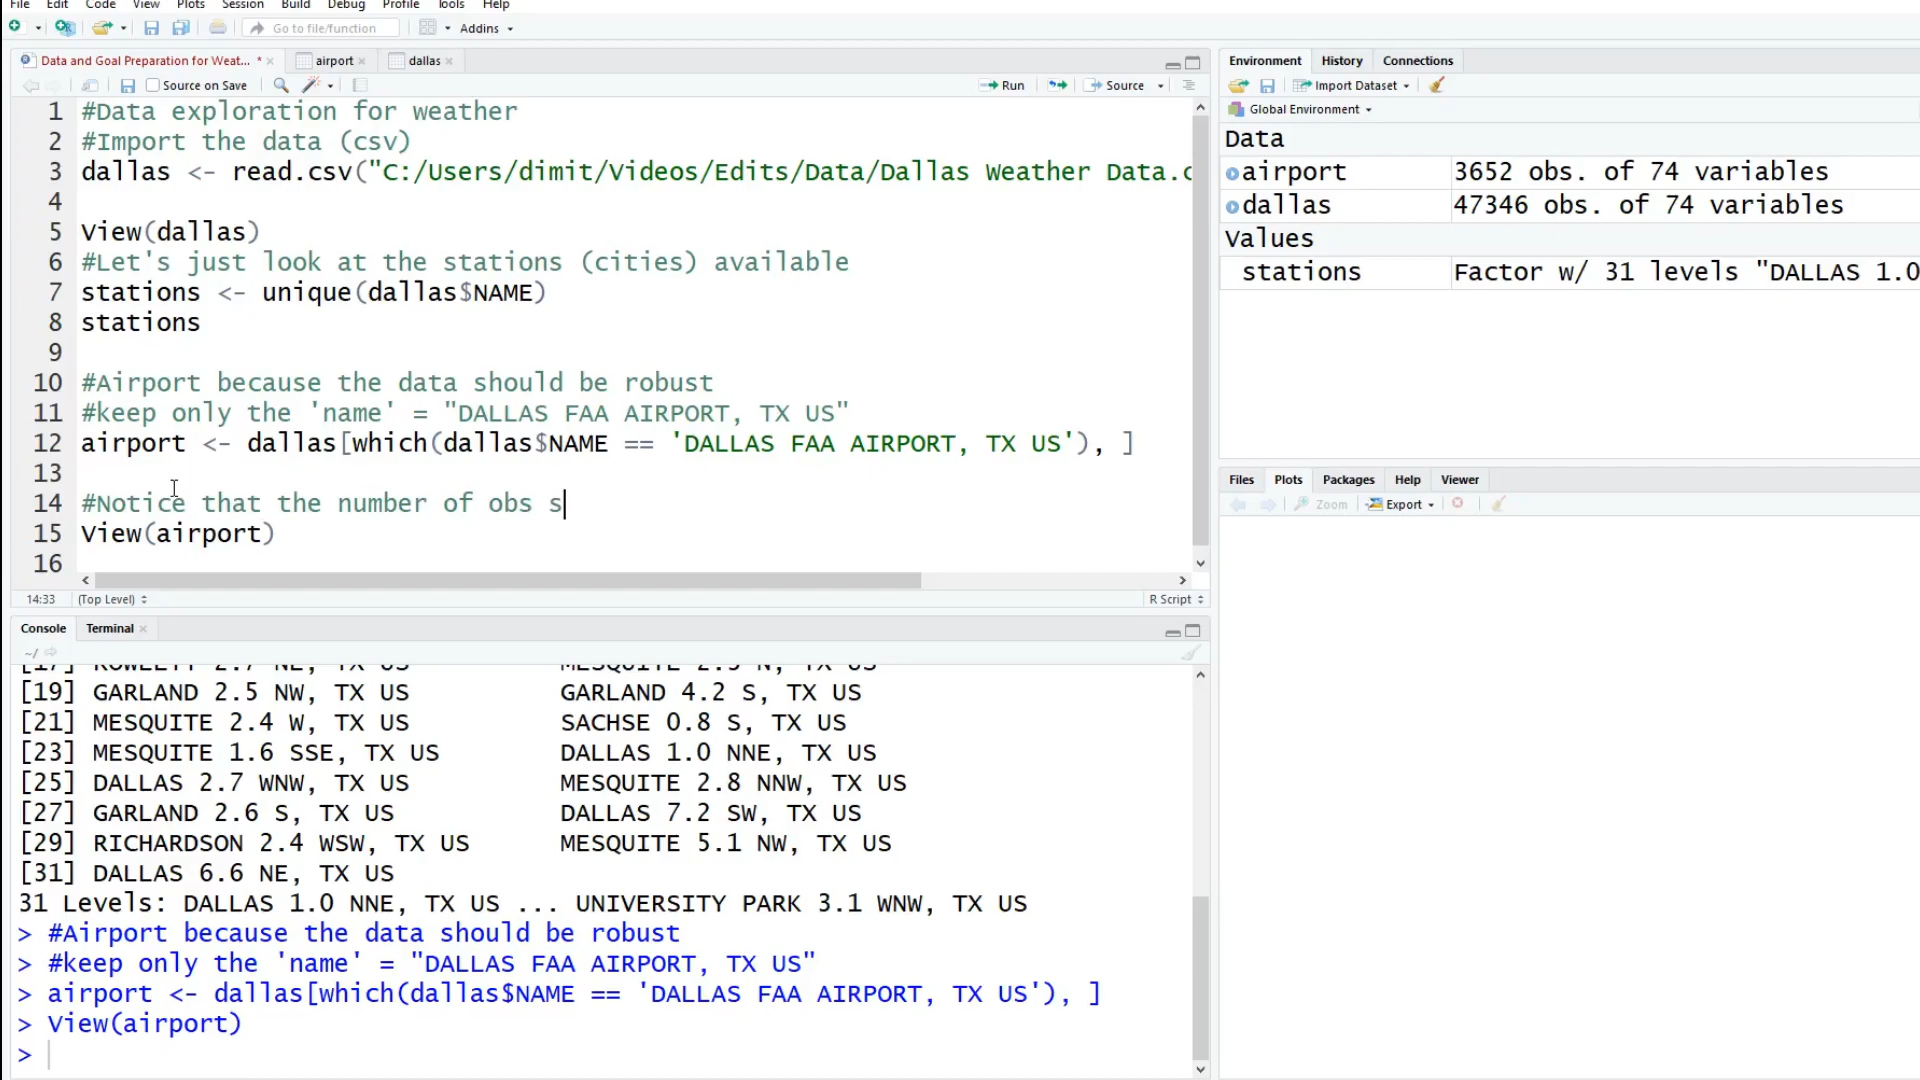 File Edit Code View Plots Session Build Debug Profile Tools Help
Go to file/function Addins
Data and Goal Preparation for Weat... * airport dallas
Source on Save Run Source
1 #Data exploration for weather
2 #Import the data (csv)
3 dallas <- read.csv("C:/Users/dimit/Videos/Edits/Data/Dallas Weather Data.c
4
5 View(dallas)
6 #Let's just look at the stations (cities) available
7 stations <- unique(dallas$NAME)
8 stations
9
10 #Airport because the data should be robust
11 #keep only the 'name' = "DALLAS FAA AIRPORT, TX US"
12 airport <- dallas[which(dallas$NAME == 'DALLAS FAA AIRPORT, TX US'), ]
13
14 #Notice that the number of obs s
15 View(airport)
16
14:33 (Top Level) R Script
Console Terminal
~/
[17] ROWLETT 2.7 NE, TX US MESQUITE 2.9 N, TX US
[19] GARLAND 2.5 NW, TX US GARLAND 4.2 S, TX US
[21] MESQUITE 2.4 W, TX US SACHSE 0.8 S, TX US
[23] MESQUITE 1.6 SSE, TX US DALLAS 1.0 NNE, TX US
[25] DALLAS 2.7 WNW, TX US MESQUITE 2.8 NNW, TX US
[27] GARLAND 2.6 S, TX US DALLAS 7.2 SW, TX US
[29] RICHARDSON 2.4 WSW, TX US MESQUITE 5.1 NW, TX US
[31] DALLAS 6.6 NE, TX US
31 Levels: DALLAS 1.0 NNE, TX US ... UNIVERSITY PARK 3.1 WNW, TX US
> #Airport because the data should be robust
> #keep only the 'name' = "DALLAS FAA AIRPORT, TX US"
> airport <- dallas[which(dallas$NAME == 'DALLAS FAA AIRPORT, TX US'), ]
> View(airport)
>
Environment History Connections
Import Dataset
Global Environment
Data
airport 3652 obs. of 74 variables
dallas 47346 obs. of 74 variables
Values
stations Factor w/ 31 levels "DALLAS 1.0
Files Plots Packages Help Viewer
Zoom Export